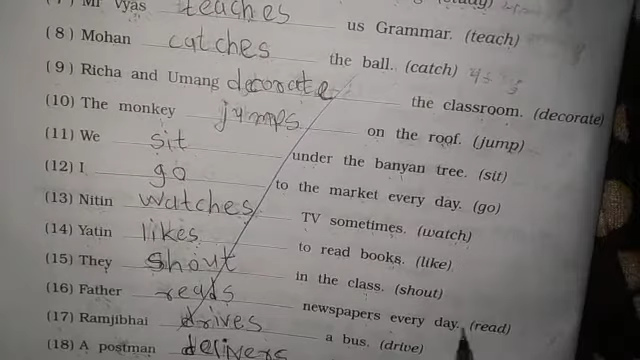 (7) Mr Vyas teaches us Grammar. (teach)
(8) Mohan catches the ball. (catch)
(9) Richa and Umang decorate the classroom. (decorate)
(10) The monkey jumps on the roof. (jump)
(11) We sit under the banyan tree. (sit)
(12) I go to the market every day. (go)
(13) Nitin watches TV sometimes. (watch)
(14) Yatin likes to read books. (like)
(15) They shout in the class. (shout)
(16) Father reads newspapers every day. (read)
(17) Ramjibhai drives a bus. (drive)
(18) A postman delivers